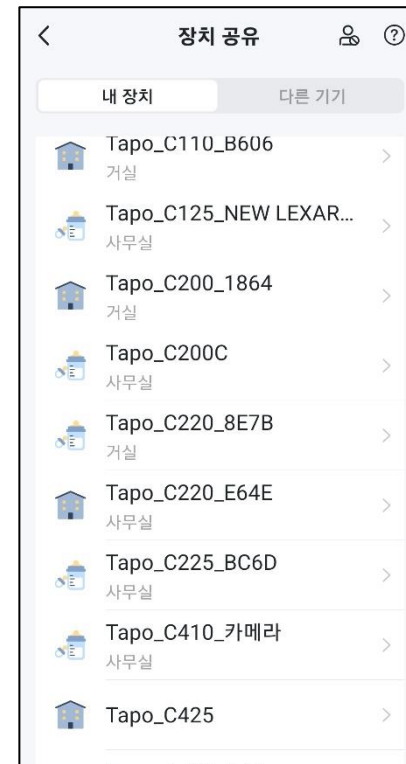 장치 공유
내 장치
다른 기기
Tapo_C110_B606
거실
Tapo_C125_NEW LEXAR...
사무실
Tapo_C200_1864
거실
Tapo_C200C
사무실
Tapo_C220_8E7B
거실
Tapo_C220_E64E
사무실
Tapo_C225_BC6D
사무실
Tapo_C410_카메라
사무실
Tapo_C425